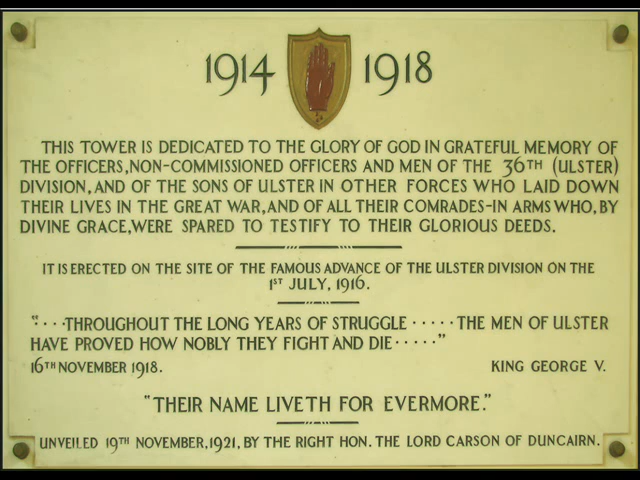 1914 1918
THIS TOWER IS DEDICATED TO THE GLORY OF GOD IN GRATEFUL MEMORY OF
THE OFFICERS, NON-COMMISSIONED OFFICERS AND MEN OF THE 36TH (ULSTER)
DIVISION, AND OF THE SONS OF ULSTER IN OTHER FORCES WHO LAID DOWN
THEIR LIVES IN THE GREAT WAR, AND OF ALL THEIR COMRADES-IN ARMS WHO, BY
DIVINE GRACE, WERE SPARED TO TESTIFY TO THEIR GLORIOUS DEEDS.
IT IS ERECTED ON THE SITE OF THE FAMOUS ADVANCE OF THE ULSTER DIVISION ON THE
1ST JULY, 1916.
"····THROUGHOUT THE LONG YEARS OF STRUGGLE ····· THE MEN OF ULSTER
HAVE PROVED HOW NOBLY THEY FIGHT AND DIE ·····"
16TH NOVEMBER 1918. KING GEORGE V.
"THEIR NAME LIVETH FOR EVERMORE."
UNVEILED 19TH NOVEMBER, 1921, BY THE RIGHT HON. THE LORD CARSON OF DUNCAIRN.